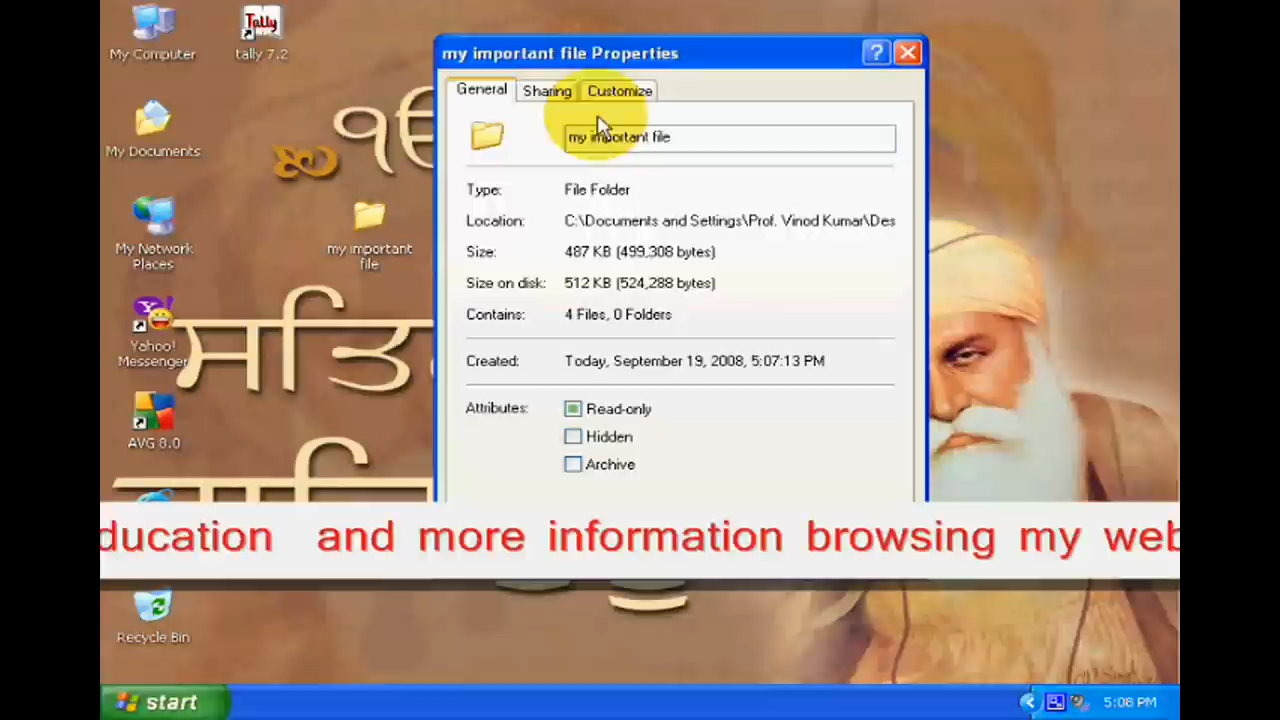 My Computer
tally 7.2
my important file Properties
General
Sharing
Customize
my important file
My Documents
Type: File Folder
Location: C:\Documents and Settings\Prof. Vinod Kumar\Des
Size: 487 KB (499,308 bytes)
Size on disk: 512 KB (524,288 bytes)
Contains: 4 Files, 0 Folders
Created: Today, September 19, 2008, 5:07:13 PM
Attributes: Read-only
Hidden
Archive
My Network
Places
my important
file
Yahoo!
Messenger
AVG 8.0
ੴ
ਸਤਿ
ducation and more information browsing my web
Recycle Bin
start
5:08 PM